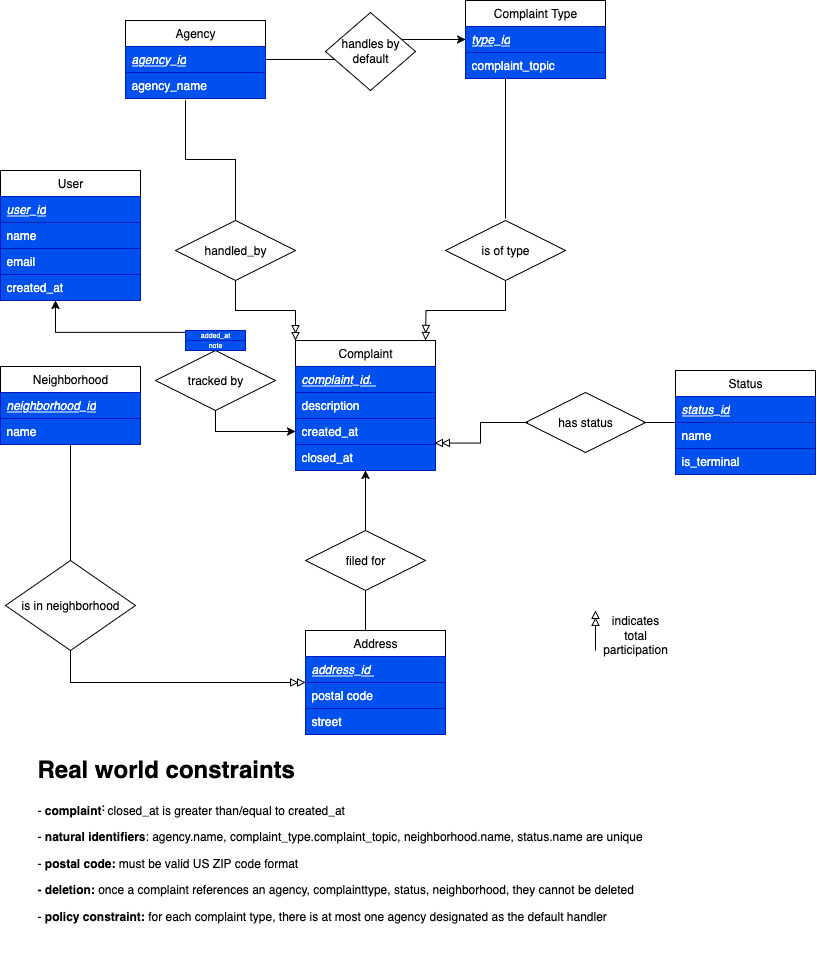 Agency
agency_id
agency_name
handles by
default
Complaint Type
type_id
complaint_topic
User
user_id
name
email
created_at
handled_by
is of type
added_at
note
tracked by
Neighborhood
neighborhood_id
name
Complaint
complaint_id.
description
created_at
closed_at
has status
Status
status_id
name
is_terminal
filed for
is in neighborhood
Address
address_id
postal code
street
indicates
total
participation
Real world constraints
- complaint: closed_at is greater than/equal to created_at
- natural identifiers: agency.name, complaint_type.complaint_topic, neighborhood.name, status.name are unique
- postal code: must be valid US ZIP code format
- deletion: once a complaint references an agency, complainttype, status, neighborhood, they cannot be deleted
- policy constraint: for each complaint type, there is at most one agency designated as the default handler